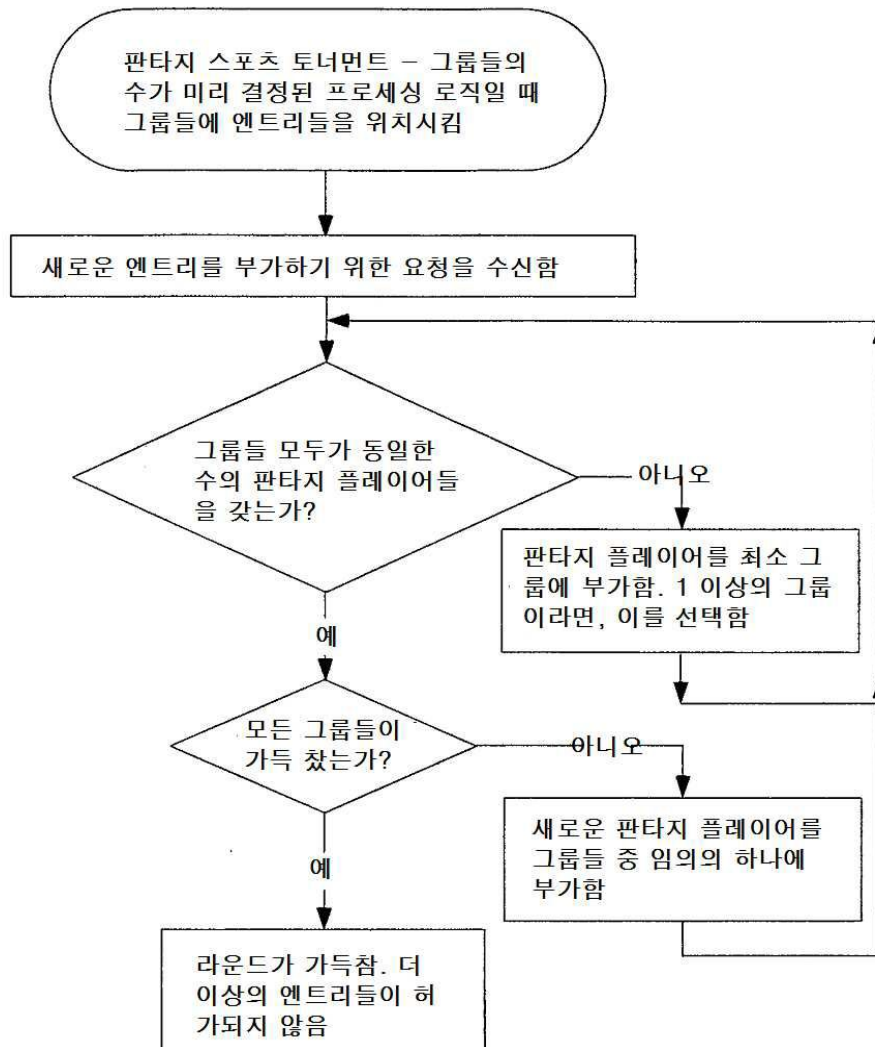 판타지 스포츠 토너먼트 – 그룹들의
수가 미리 결정된 프로세싱 로직일 때
그룹들에 엔트리들을 위치시킴
새로운 엔트리를 부가하기 위한 요청을 수신함
그룹들 모두가 동일한
수의 판타지 플레이어들
을 갖는가?
아니오
판타지 플레이어를 최소 그
룹에 부가함. 1 이상의 그룹
이라면, 이를 선택함
예
모든 그룹들이
가득 찼는가?
아니오
새로운 판타지 플레이어를
그룹들 중 임의의 하나에
부가함
예
라운드가 가득참. 더
이상의 엔트리들이 허
가되지 않음